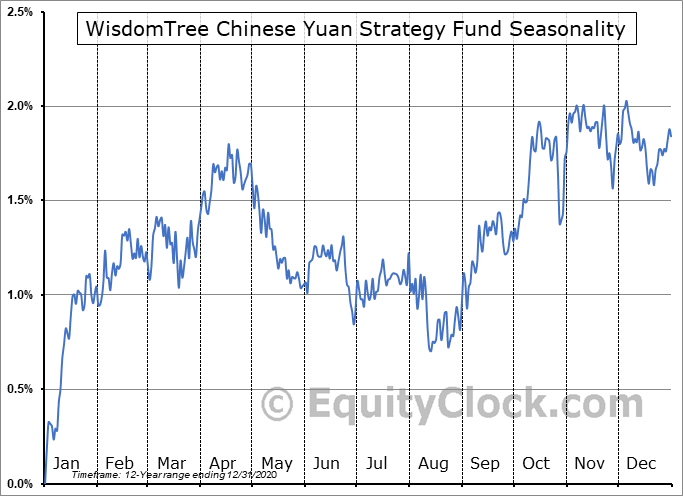 2.5%
WisdomTree Chinese Yuan Strategy Fund Seasonality
2.0%
1.5%
1.0%
0.5%
© EquityClock.com
Jan Feb Mar Apr May Jun Jul Aug Sep Oct Nov Dec
Timeframe: 12-Year range ending 12/31/2020
0.0%